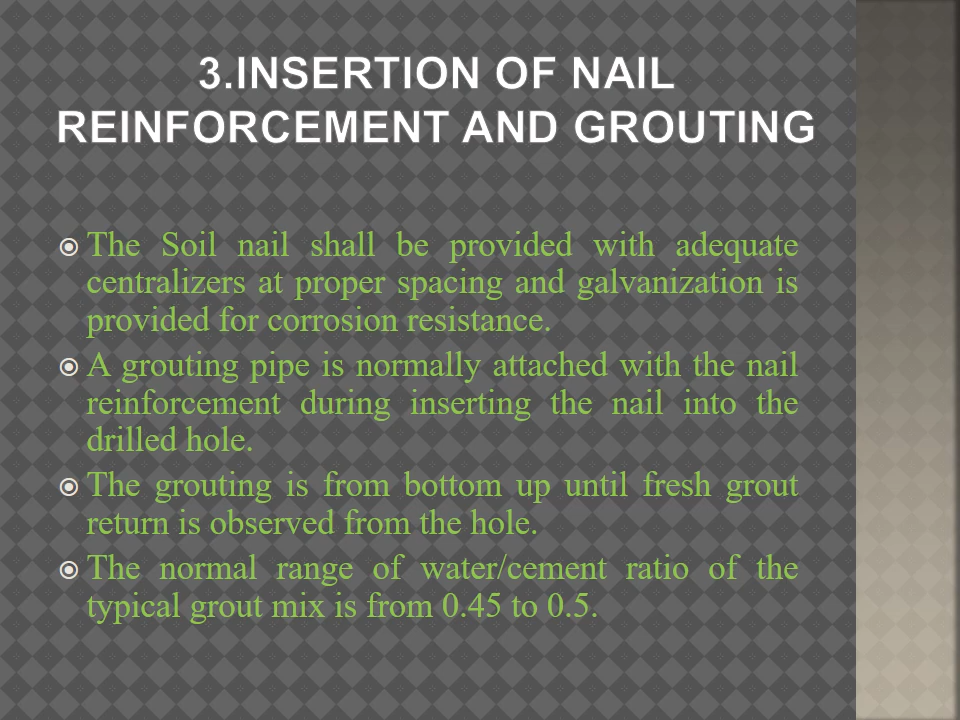 3.INSERTION OF NAIL
REINFORCEMENT AND GROUTING
The Soil nail shall be provided with adequate
centralizers at proper spacing and galvanization is
provided for corrosion resistance.
A grouting pipe is normally attached with the nail
reinforcement during inserting the nail into the
drilled hole.
The grouting is from bottom up until fresh grout
return is observed from the hole.
The normal range of water/cement ratio of the
typical grout mix is from 0.45 to 0.5.